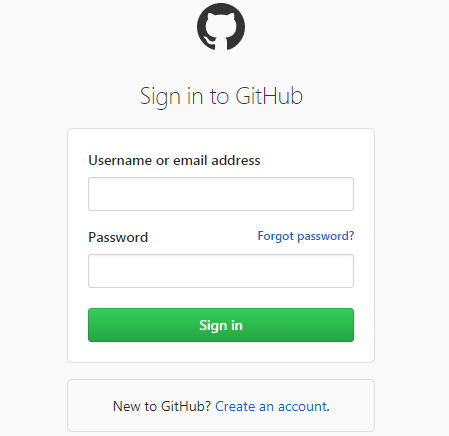 Sign in to GitHub
Username or email address
Password Forgot password?
Sign in
New to GitHub? Create an account.